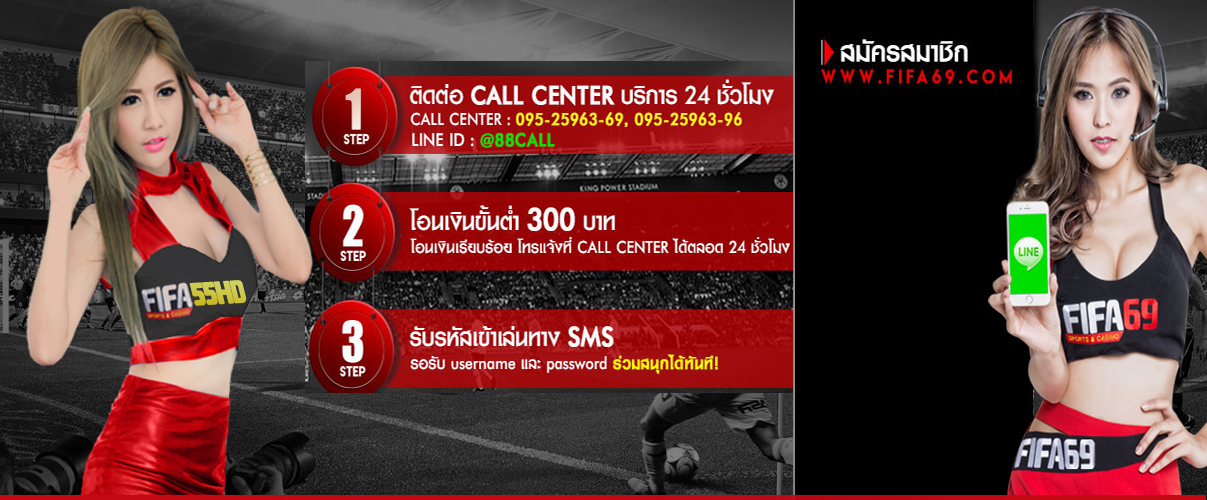 1
STEP
ติดต่อ CALL CENTER บริการ 24 ชั่วโมง
CALL CENTER : 095-25963-69, 095-25963-96
LINE ID : @88CALL
KING POWER STADIUM
2
STEP
โอนเงินขั้นต่ำ 300 บาท
โอนเงินเรียบร้อย โทรแจ้งที่ CALL CENTER ได้ตลอด 24 ชั่วโมง
3
STEP
รับรหัสเข้าเล่นทาง SMS
รอรับ username และ password ร่วมสนุกได้ทันที!
FIFA55HD
SPORTS & CASINO
สมัครสมาชิก
WWW.FIFA69.COM
LINE
FIFA69
SPORTS & CASINO
FIFA69